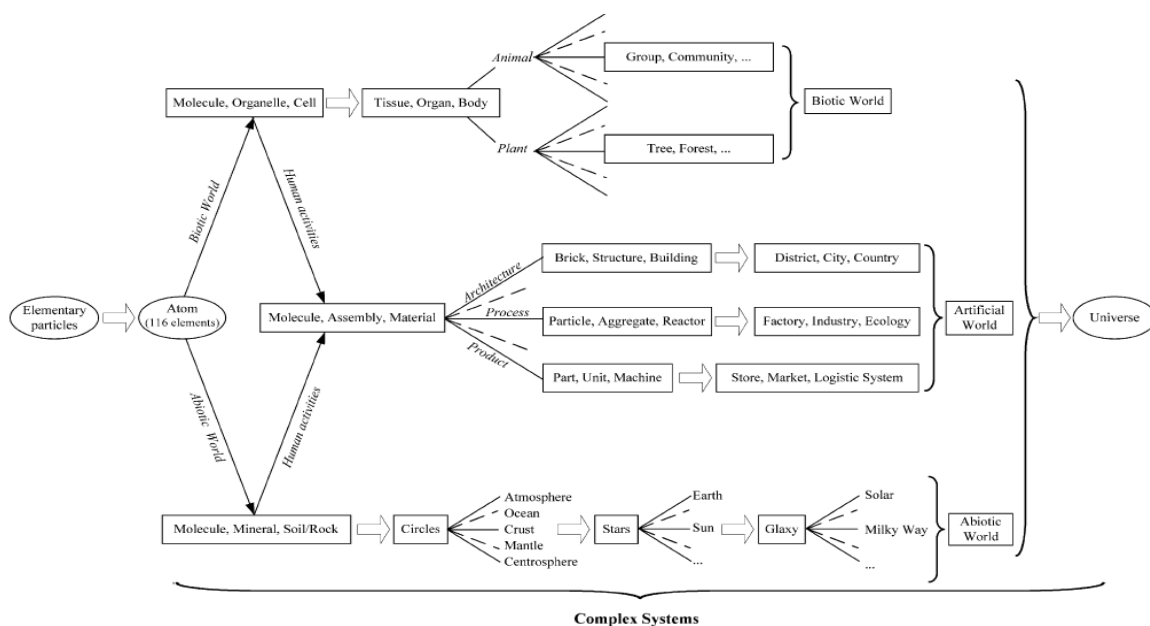 Animal
Group, Community, ...
Molecule, Organelle, Cell
Tissue, Organ, Body
Biotic World
Plant
Tree, Forest, ...
Biotic World
Human activities
Elementary
particles
Atom
(116 elements)
Molecule, Assembly, Material
Architecture
Process
Product
Brick, Structure, Building
District, City, Country
Particle, Aggregate, Reactor
Factory, Industry, Ecology
Part, Unit, Machine
Store, Market, Logistic System
Artificial
World
Universe
Abiotic World
Human activities
Molecule, Mineral, Soil/Rock
Circles
Atmosphere
Ocean
Crust
Mantle
Centrosphere
Stars
Earth
Sun
...
Glaxy
Solar
Milky Way
...
Abiotic
World
Complex Systems